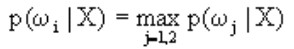 p(ωᵢ | X) = max p(ωⱼ | X)
j=1,2